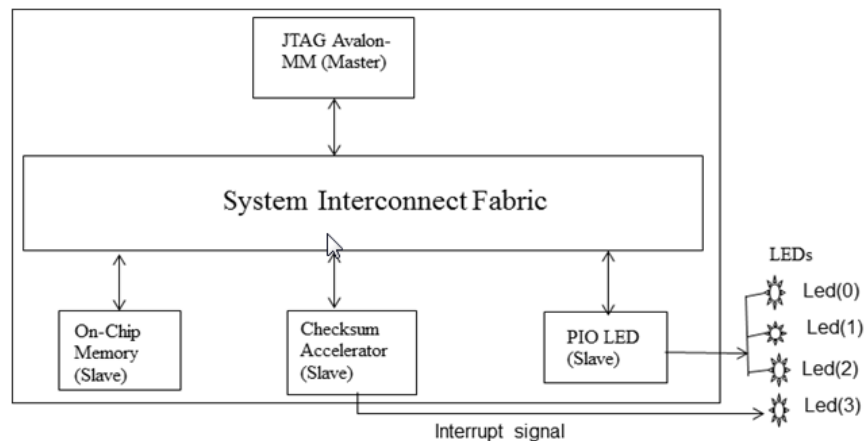 JTAG Avalon-
MM (Master)
System Interconnect Fabric
LEDs
Led(0)
Led(1)
Led(2)
Led(3)
On-Chip
Memory
(Slave)
Checksum
Accelerator
(Slave)
PIO LED
(Slave)
Interrupt signal